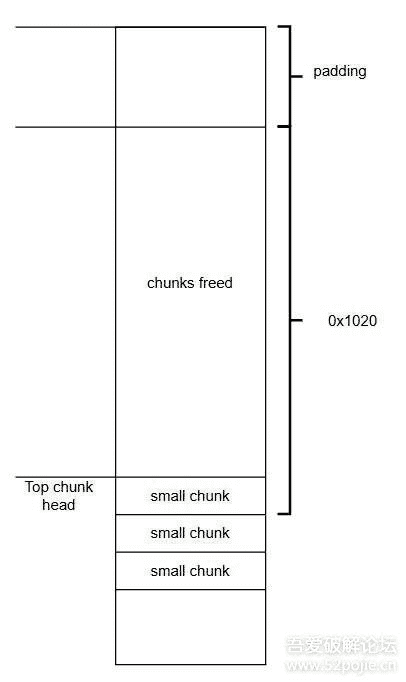 padding
chunks freed
0x1020
Top chunk
head
small chunk
small chunk
small chunk
吾爱破解论坛
www.52pojie.cn